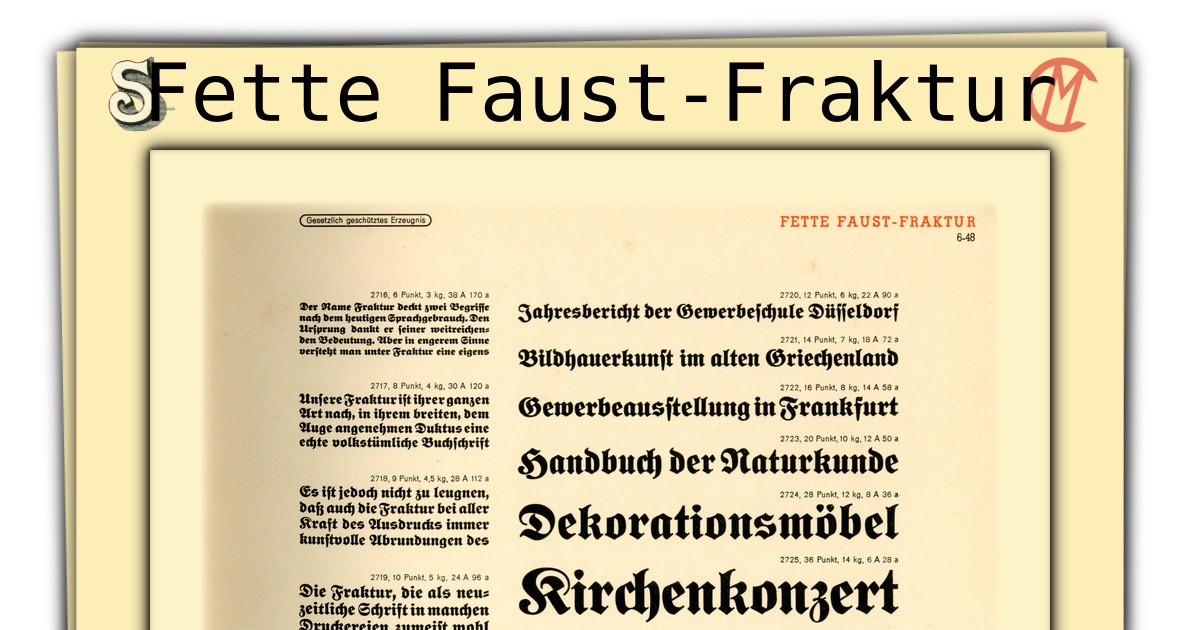 Fette Faust-Fraktur
Gesetzlich geschütztes Erzeugnis
FETTE FAUST-FRAKTUR
6-48
2716, 6 Punkt, 3 kg, 38 A 170 a
Der Name Fraktur deckt zwei Begriffe
nach dem heutigen Sprachgebrauch. Den
Ursprung dankt er seiner weitreichen-
den Bedeutung. Aber in engerem Sinne
versteht man unter Fraktur eine eigens
2717, 8 Punkt, 4 kg, 30 A 120 a
Unsere Fraktur ist ihrer ganzen
Art nach, in ihrem breiten, dem
Auge angenehmen Duktus eine
echte volkstümliche Buchschrift
2718, 9 Punkt, 4,5 kg, 28 A 112 a
Es ist jedoch nicht zu leugnen,
daß auch die Fraktur bei aller
Kraft des Ausdrucks immer
kunstvolle Abrundungen des
2719, 10 Punkt, 5 kg, 24 A 96 a
Die Fraktur, die als neu-
zeitliche Schrift in manchen
Druckereien zumeist wohl
2720, 12 Punkt, 6 kg, 22 A 90 a
Jahresbericht der Gewerbeschule Düsseldorf
2721, 14 Punkt, 7 kg, 18 A 72 a
Bildhauerkunst im alten Griechenland
2722, 16 Punkt, 8 kg, 14 A 58 a
Gewerbeausstellung in Frankfurt
2723, 20 Punkt, 10 kg, 12 A 50 a
Handbuch der Naturkunde
2724, 28 Punkt, 12 kg, 8 A 36 a
Dekorationsmöbel
2725, 36 Punkt, 14 kg, 6 A 28 a
Kirchenkonzert